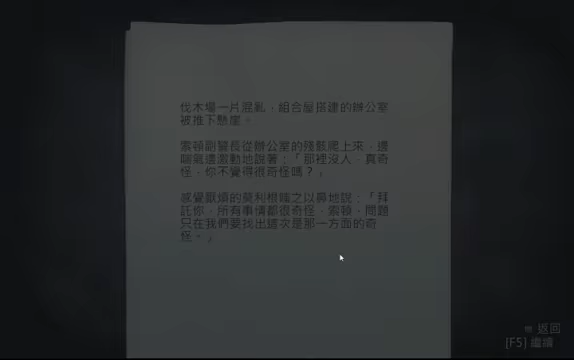 伐木場一片混亂，組合屋搭建的辦公室
被推下懸崖。
索頓副警長從辦公室的殘骸爬上來，邊
喘氣邊激動地說著：「那裡沒人，真奇
怪，你不覺得很奇怪嗎？」
感覺厭煩的莫利根嗤之以鼻地說：「拜
託你，所有事情都很奇怪，索頓，問題
只在我們要找出這次是那一方面的奇
怪。」
返回
[F5] 繼續